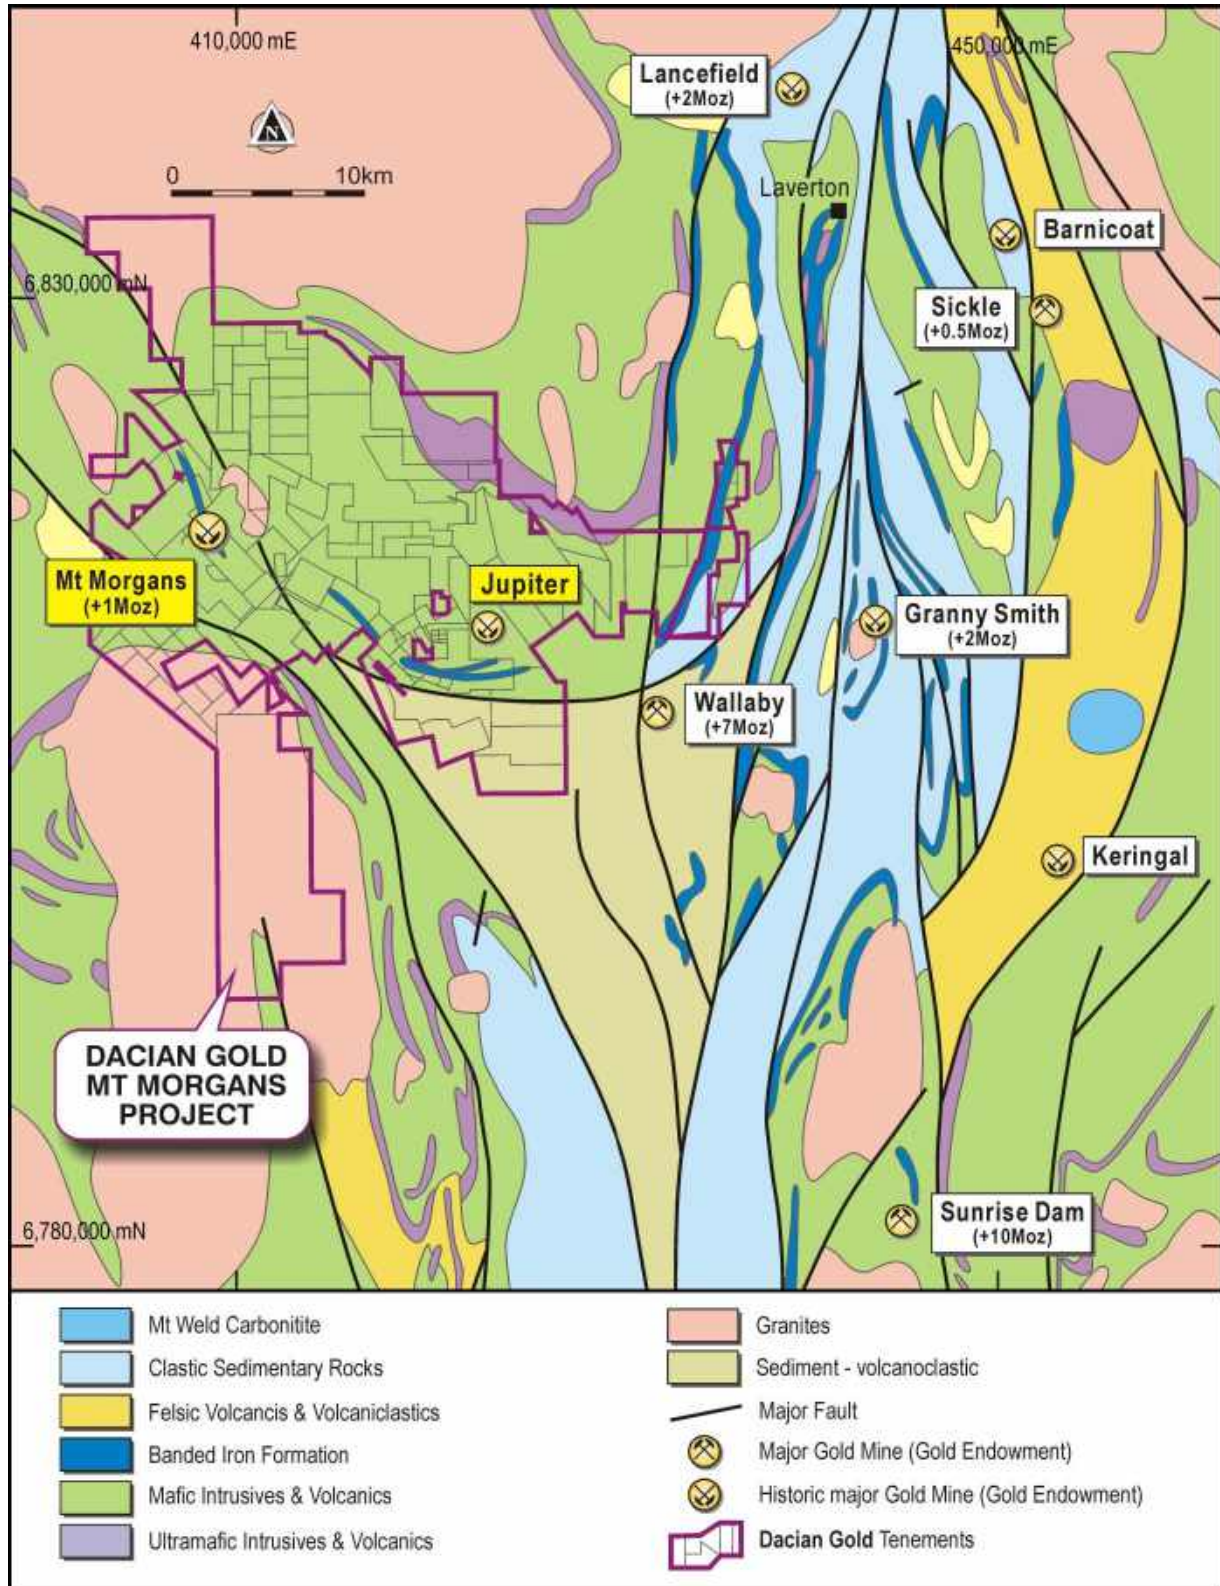 410,000 mE
450,000 mE
Lancefield
(+2Moz)
N
0 10km
Laverton
Barnicoat
6,830,000 mN
Sickle
(+0.5Moz)
Mt Morgans
(+1Moz)
Jupiter
Granny Smith
(+2Moz)
Wallaby
(+7Moz)
Keringal
DACIAN GOLD
MT MORGANS
PROJECT
Sunrise Dam
(+10Moz)
6,780,000 mN
Mt Weld Carbonitite
Clastic Sedimentary Rocks
Felsic Volcancis & Volcaniclastics
Banded Iron Formation
Mafic Intrusives & Volcanics
Ultramafic Intrusives & Volcanics
Granites
Sediment - volcanoclastic
Major Fault
Major Gold Mine (Gold Endowment)
Historic major Gold Mine (Gold Endowment)
Dacian Gold Tenements